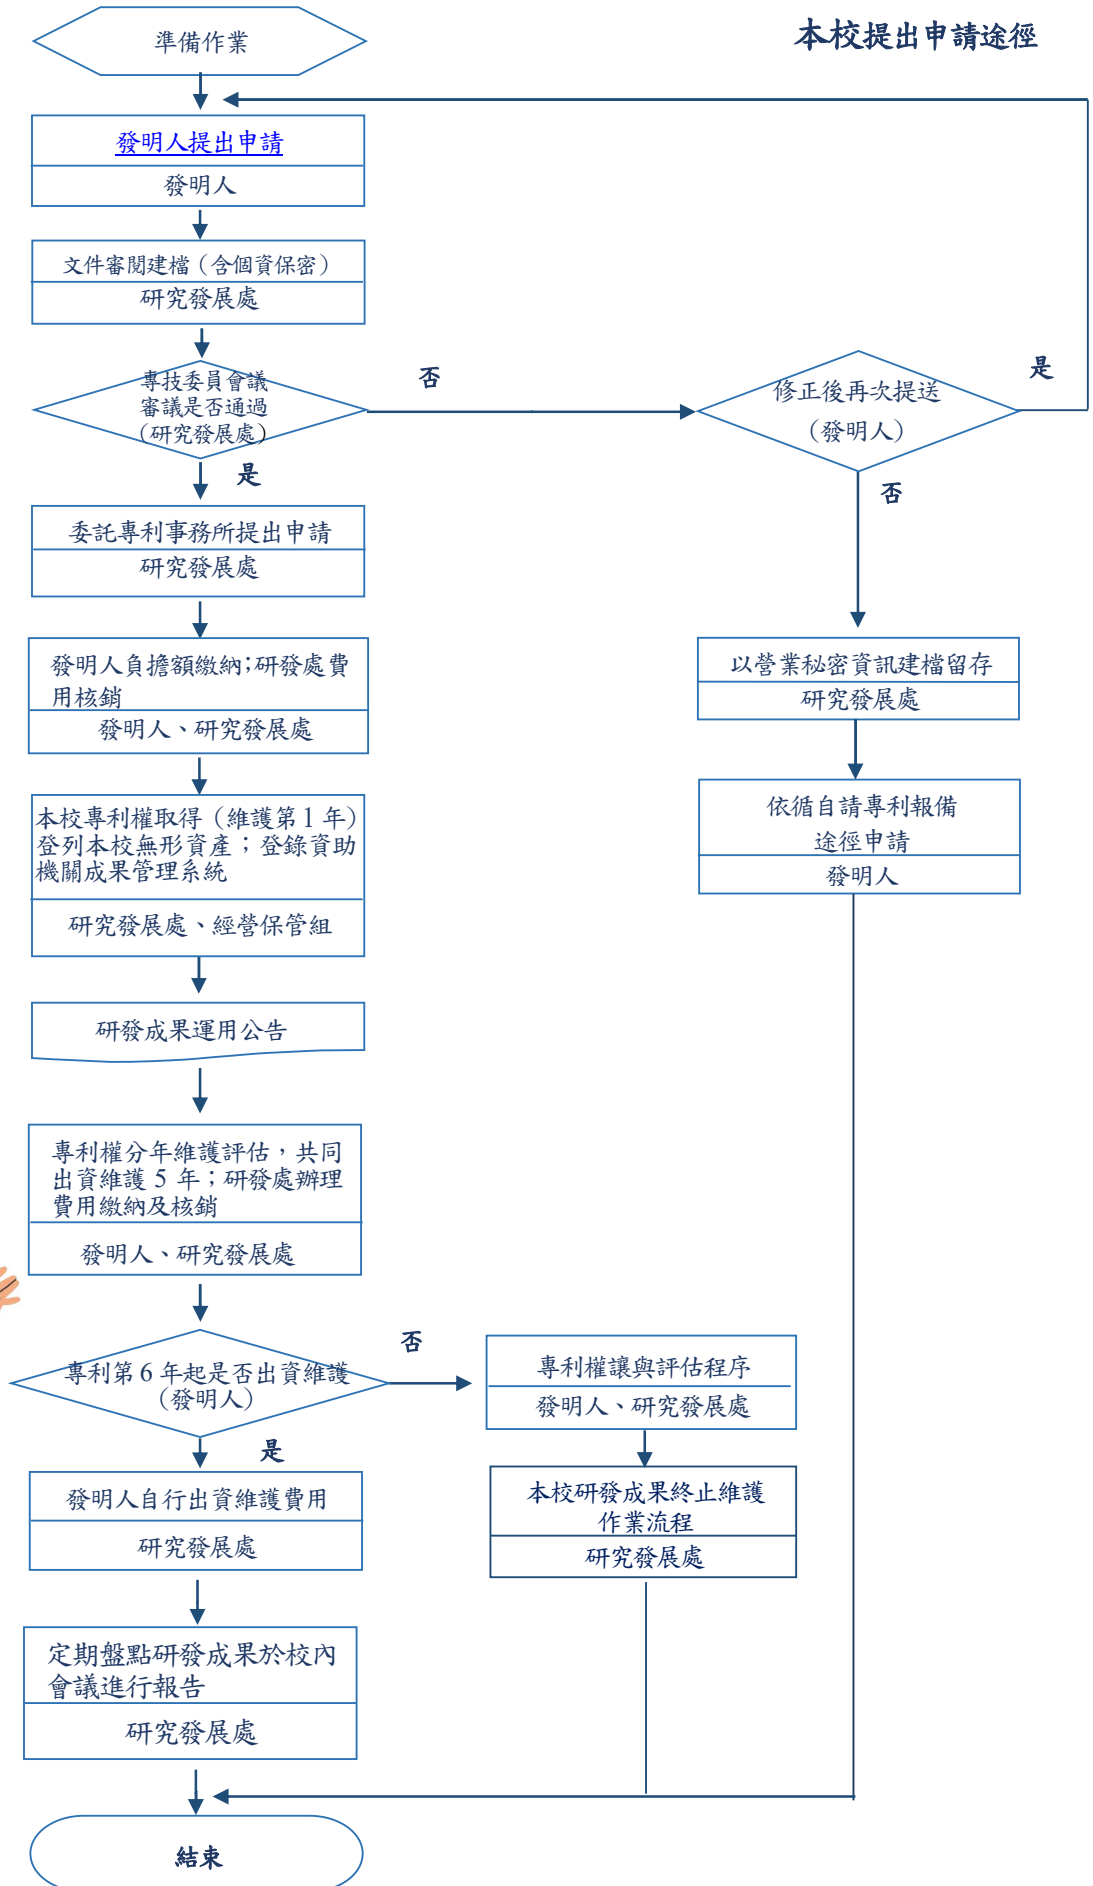 本校提出申請途徑
準備作業
發明人提出申請
發明人
文件審閱建檔（含個資保密）
研究發展處
專技委員會議
審議是否通過
（研究發展處）
否
是
修正後再次提送
（發明人）
是
否
委託專利事務所提出申請
研究發展處
發明人負擔額繳納;研發處費
用核銷
發明人、研究發展處
以營業秘密資訊建檔留存
研究發展處
依循自請專利報備
途徑申請
發明人
本校專利權取得（維護第 1 年）
登列本校無形資產；登錄資助
機關成果管理系統
研究發展處、經營保管組
研發成果運用公告
專利權分年維護評估，共同
出資維護 5 年；研發處辦理
費用繳納及核銷
發明人、研究發展處
專利第 6 年起是否出資維護
（發明人）
否
是
專利權讓與評估程序
發明人、研究發展處
本校研發成果終止維護
作業流程
研究發展處
發明人自行出資維護費用
研究發展處
定期盤點研發成果於校內
會議進行報告
研究發展處
結束